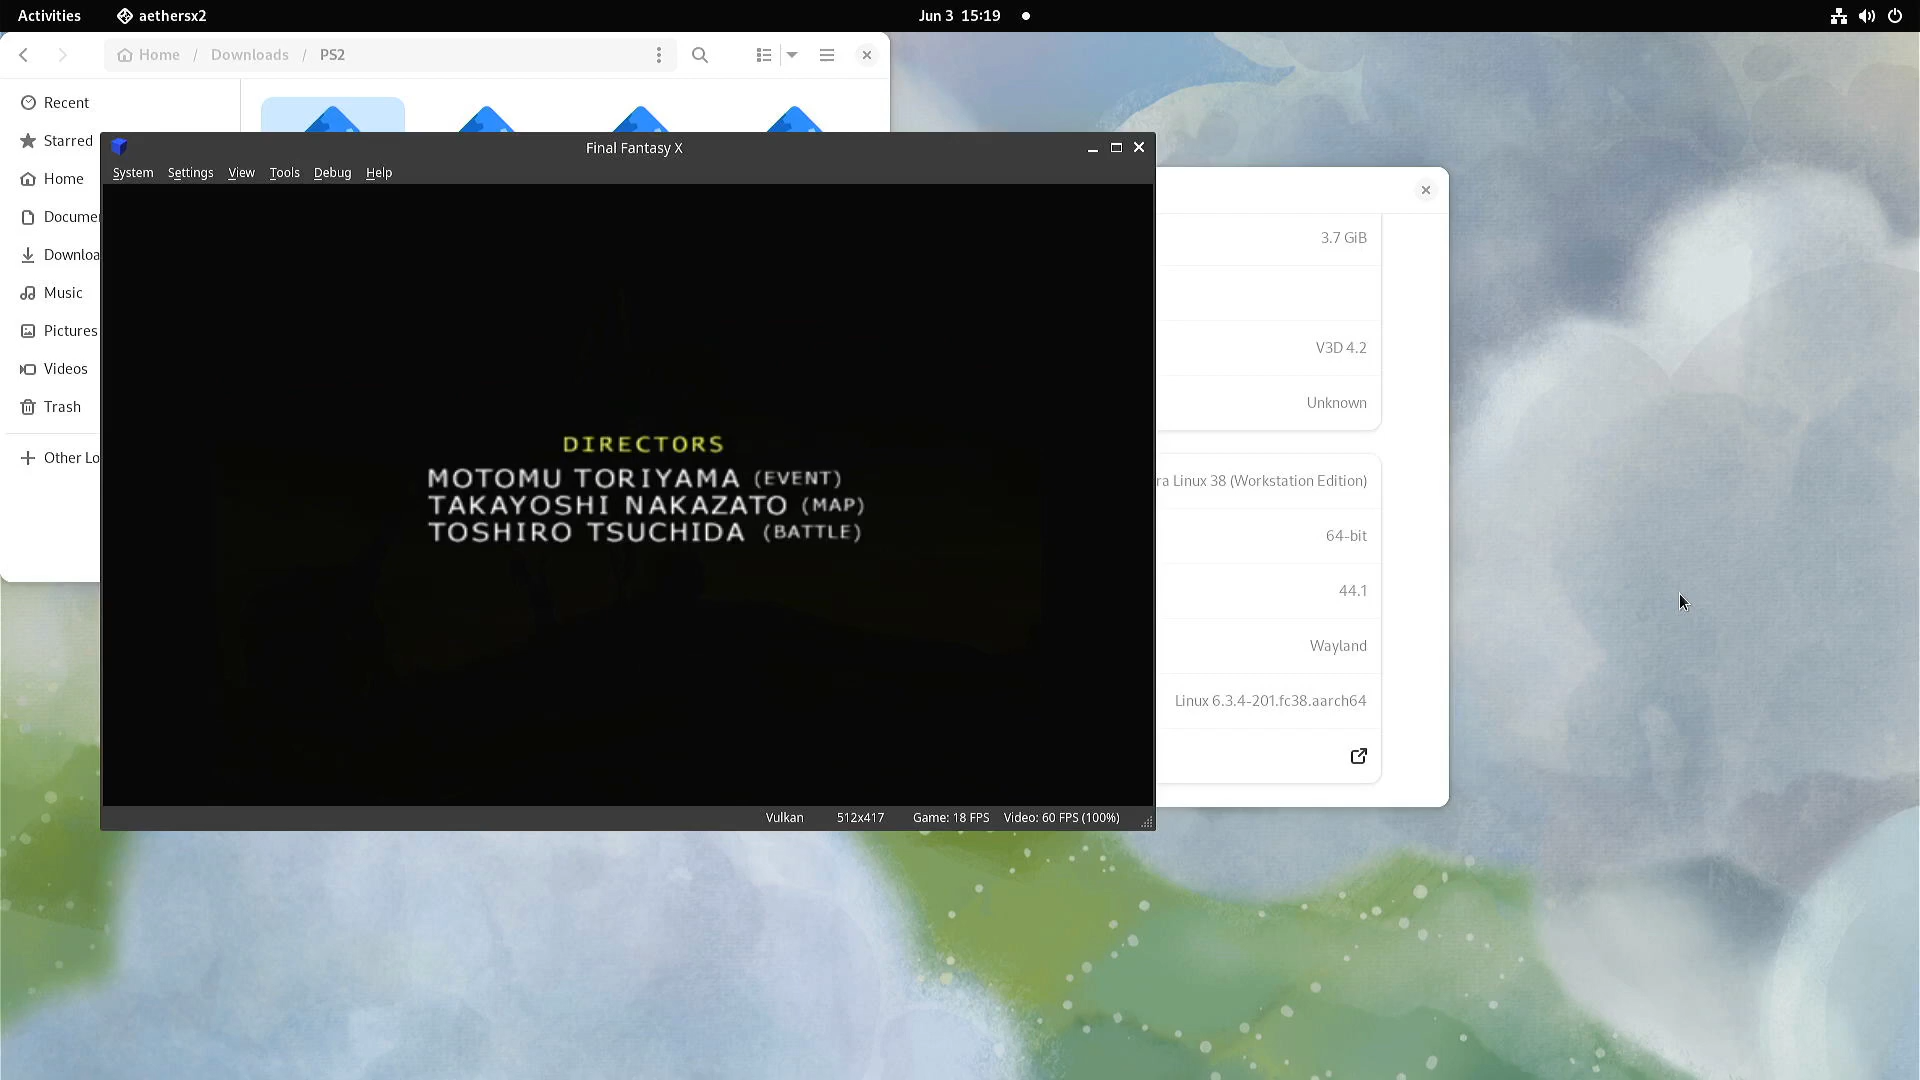 Activities
aethersx2
Jun 3 15:19
Home / Downloads / PS2
Recent
Starred
Home
Docume
Downloa
Music
Pictures
Videos
Trash
Other Lo
Final Fantasy X
System Settings View Tools Debug Help
DIRECTORS
MOTOMU TORIYAMA (EVENT)
TAKAYOSHI NAKAZATO (MAP)
TOSHIRO TSUCHIDA (BATTLE)
Vulkan 512x417 Game: 18 FPS Video: 60 FPS (100%)
3.7 GiB
V3D 4.2
Unknown
ra Linux 38 (Workstation Edition)
64-bit
44.1
Wayland
Linux 6.3.4-201.fc38.aarch64